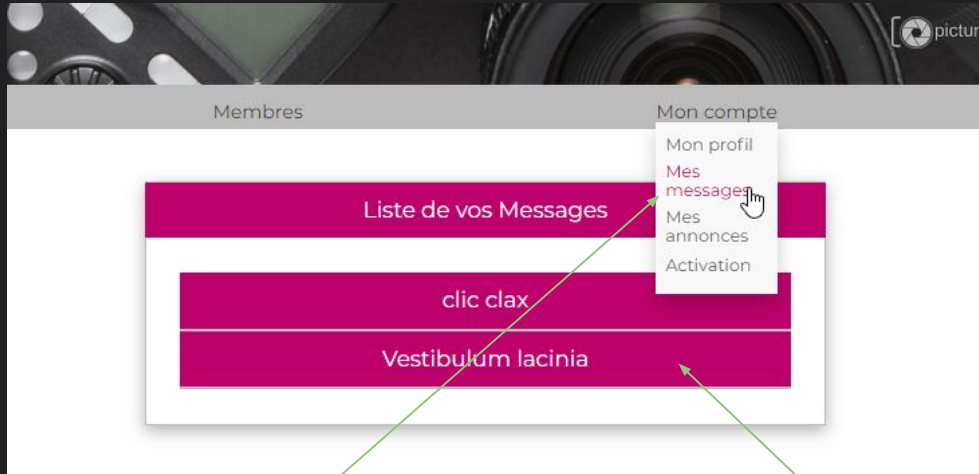 pictur
Membres
Mon compte
Mon profil
Mes
messages
Mes
annonces
Activation
Liste de vos Messages
clic clax
Vestibulum lacinia